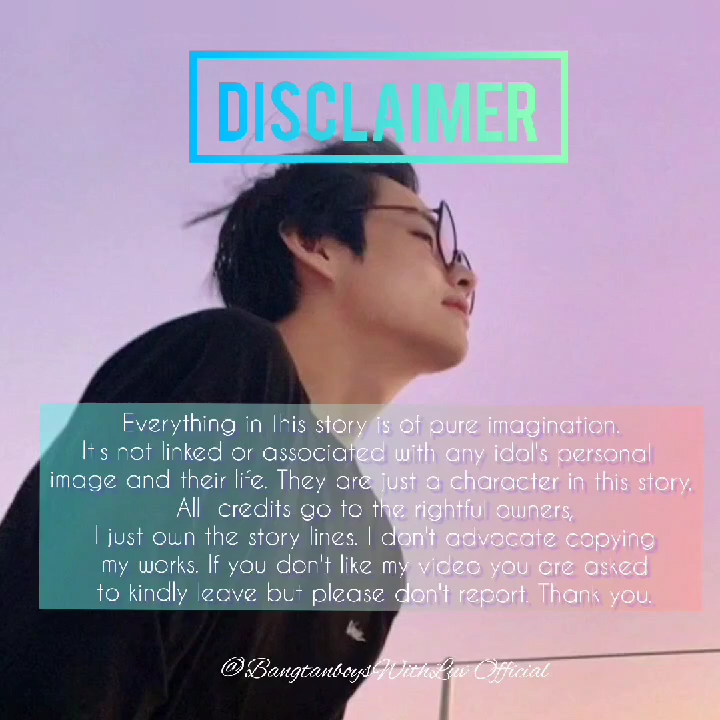 DISCLAIMER
Everything in this story is of pure imagination.
It's not linked or associated with any idol's personal
image and their life. They are just a character in this story.
All credits go to the rightful owners,
I just own the story lines. I don't advocate copying
my works. If you don't like my video you are asked
to kindly leave but please don't report. Thank you.
@BangtanboysWithLuv Official